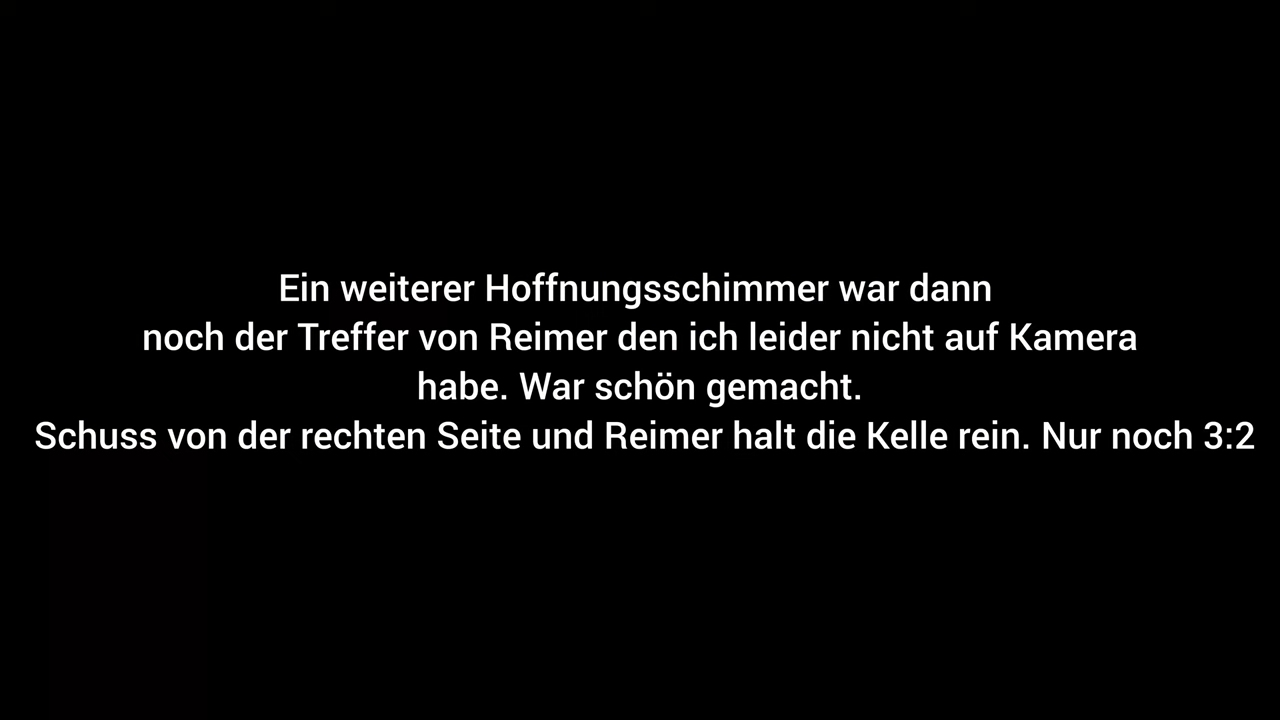 Ein weiterer Hoffnungsschimmer war dann
noch der Treffer von Reimer den ich leider nicht auf Kamera
habe. War schön gemacht.
Schuss von der rechten Seite und Reimer halt die Kelle rein. Nur noch 3:2